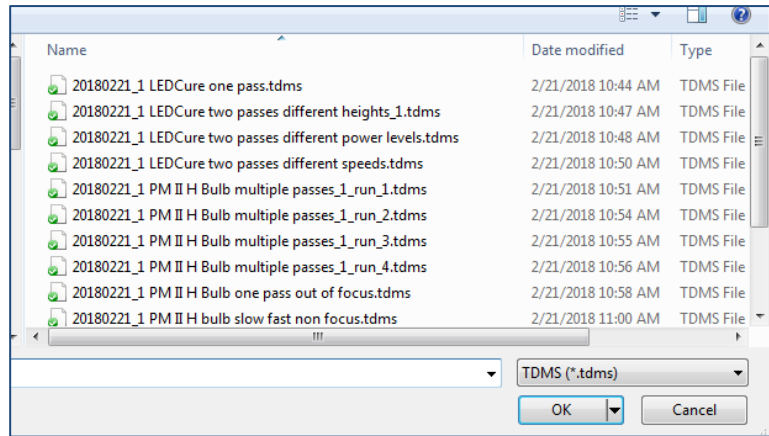 Name Date modified Type
20180221_1 LEDCure one pass.tdms 2/21/2018 10:44 AM TDMS File
20180221_1 LEDCure two passes different heights_1.tdms 2/21/2018 10:47 AM TDMS File
20180221_1 LEDCure two passes different power levels.tdms 2/21/2018 10:48 AM TDMS File
20180221_1 LEDCure two passes different speeds.tdms 2/21/2018 10:50 AM TDMS File
20180221_1 PM II H Bulb multiple passes_1_run_1.tdms 2/21/2018 10:51 AM TDMS File
20180221_1 PM II H Bulb multiple passes_1_run_2.tdms 2/21/2018 10:54 AM TDMS File
20180221_1 PM II H Bulb multiple passes_1_run_3.tdms 2/21/2018 10:55 AM TDMS File
20180221_1 PM II H Bulb multiple passes_1_run_4.tdms 2/21/2018 10:56 AM TDMS File
20180221_1 PM II H Bulb one pass out of focus.tdms 2/21/2018 10:58 AM TDMS File
20180221_1 PM II H bulb slow fast non focus.tdms 2/21/2018 11:00 AM TDMS File
TDMS (*.tdms)
OK Cancel